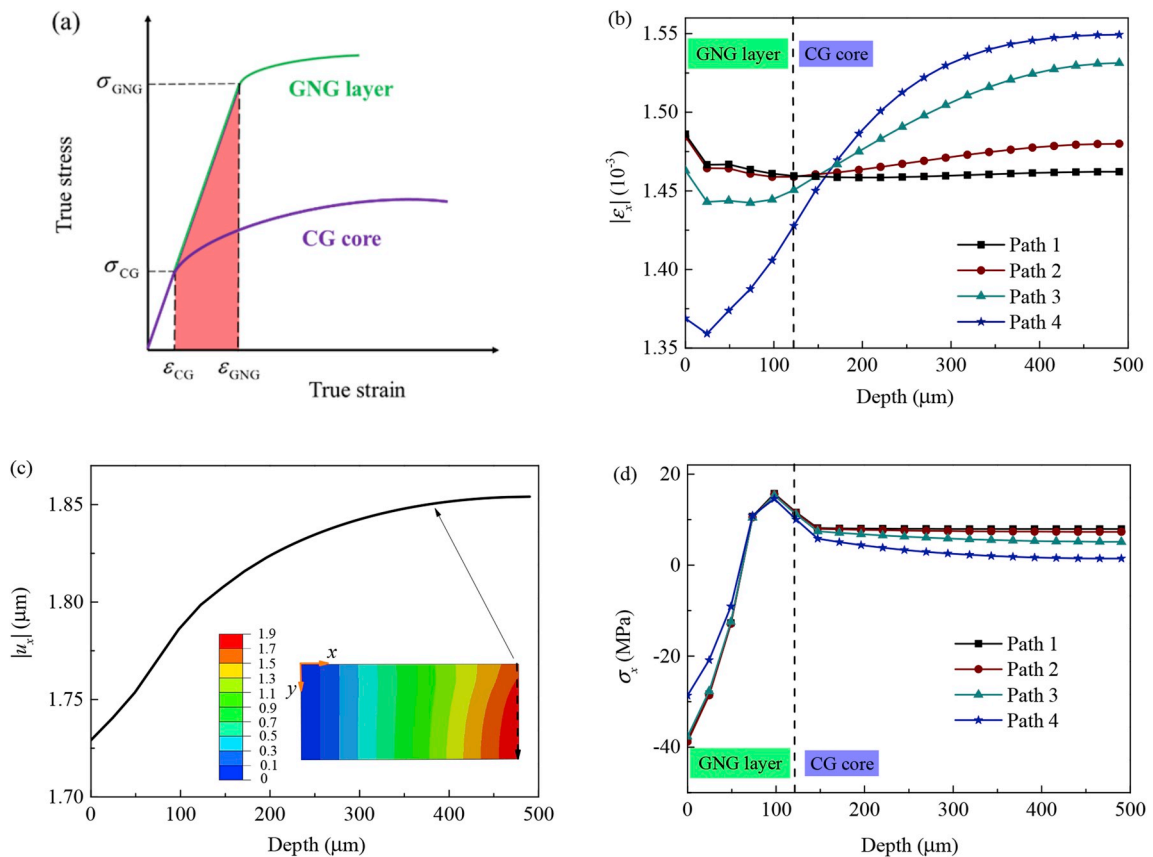 (a)
True stress
σGNG
σCG
GNG layer
CG core
εCG
εGNG
True strain
(b)
|εx| (10-3)
1.55
1.50
1.45
1.40
1.35
GNG layer
CG core
Path 1
Path 2
Path 3
Path 4
0
100
200
300
400
500
Depth (μm)
(c)
|ux| (μm)
1.85
1.80
1.75
1.70
1.9
1.7
1.5
1.3
1.1
0.9
0.7
0.5
0.3
0.1
0
x
y
0
100
200
300
400
500
Depth (μm)
(d)
σx (MPa)
20
0
-20
-40
Path 1
Path 2
Path 3
Path 4
GNG layer
CG core
0
100
200
300
400
500
Depth (μm)